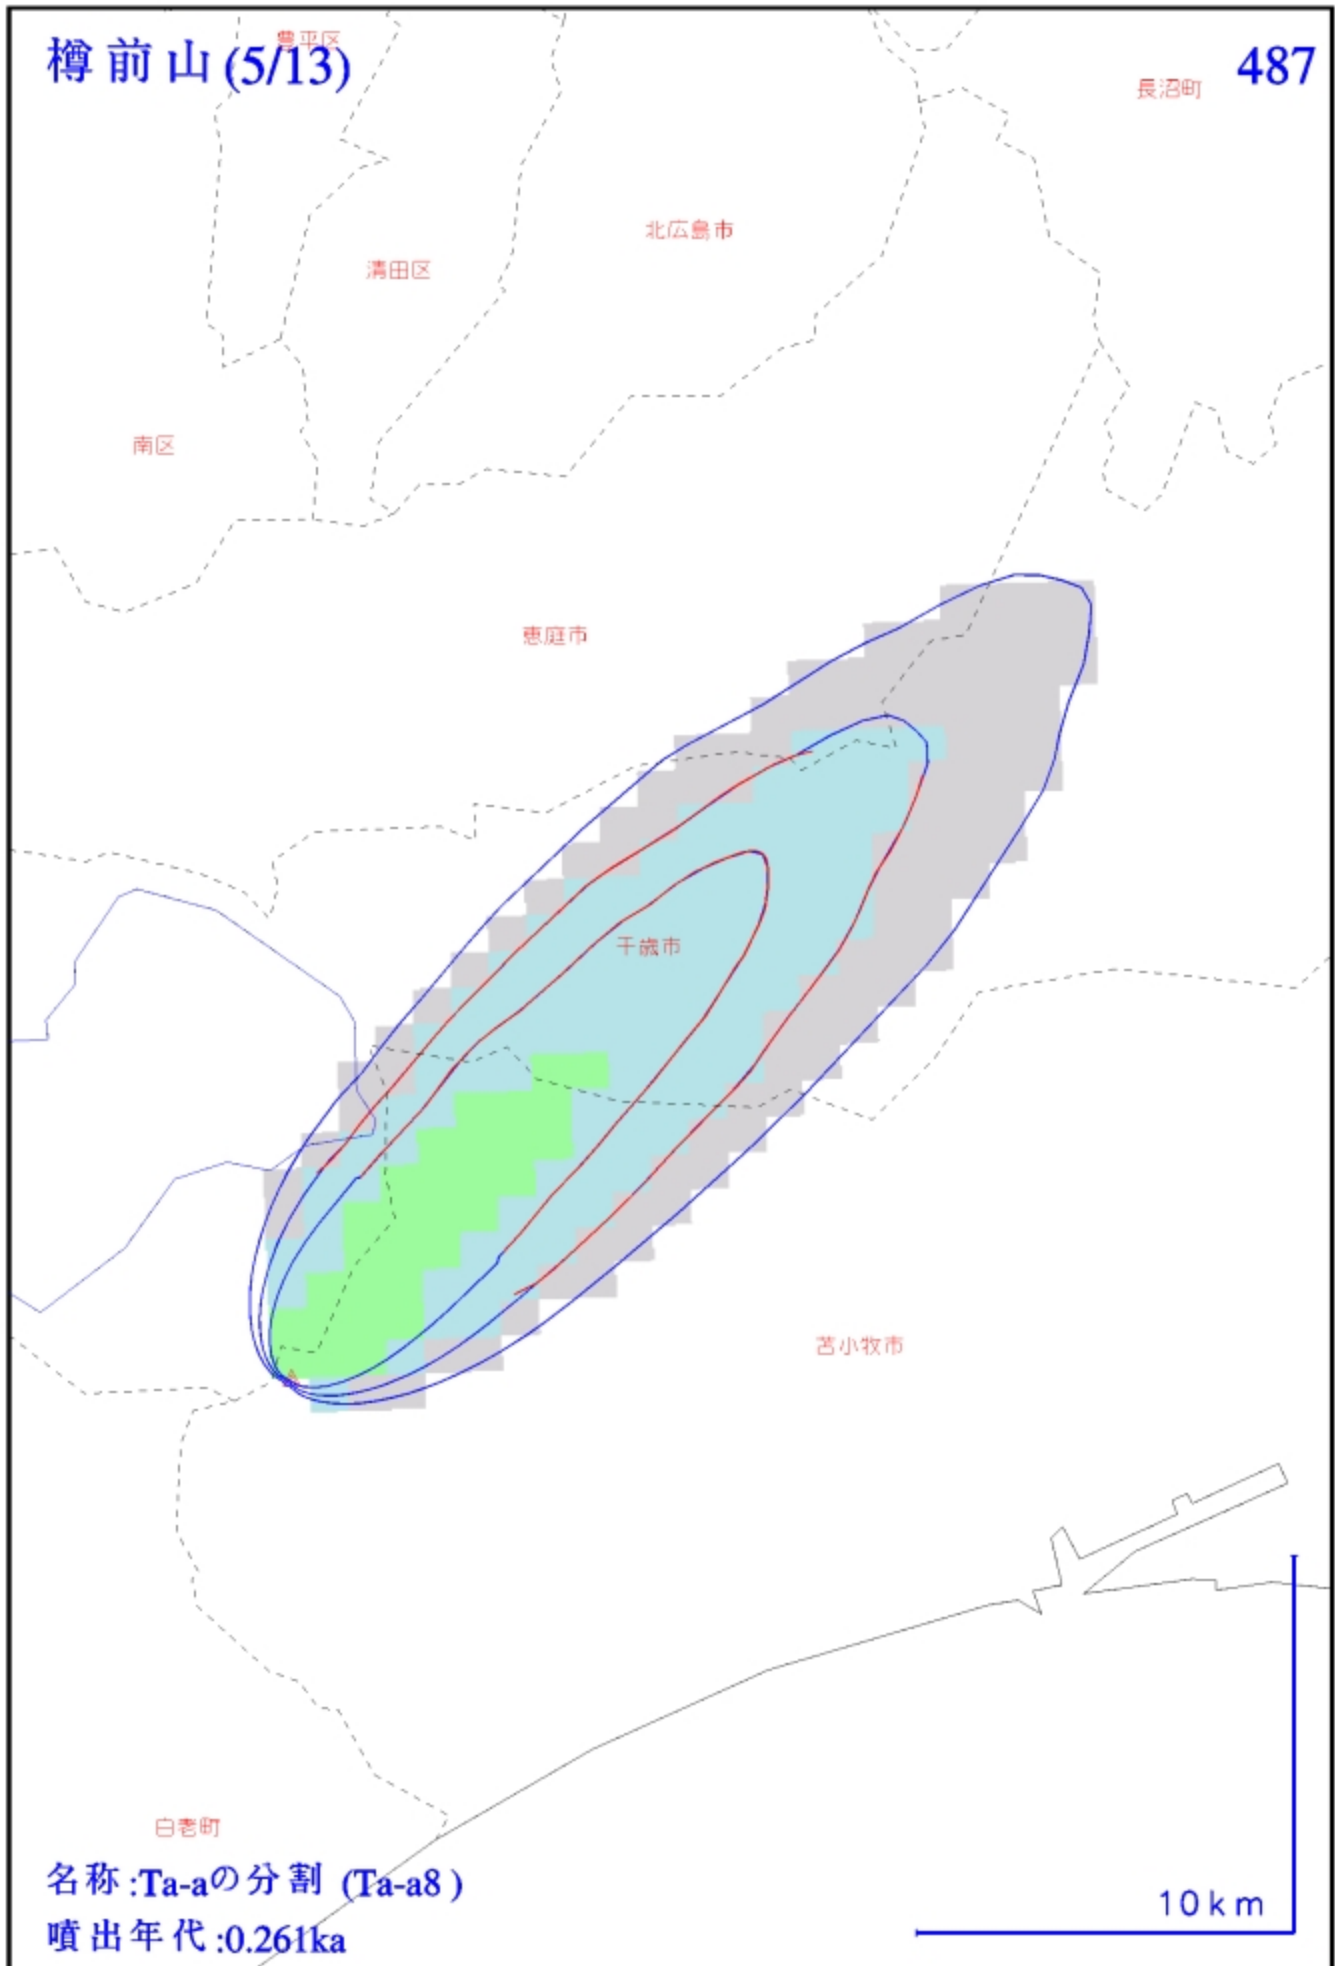 豊平区
樽前山(5/13)
487
長沼町
北広島市
清田区
南区
恵庭市
千歳市
苫小牧市
白老町
名称:Ta-aの分割 (Ta-a8 )
10km
噴出年代:0.261ka